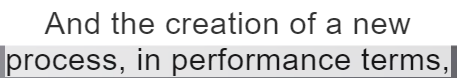 And the creation of a new
process, in performance terms,